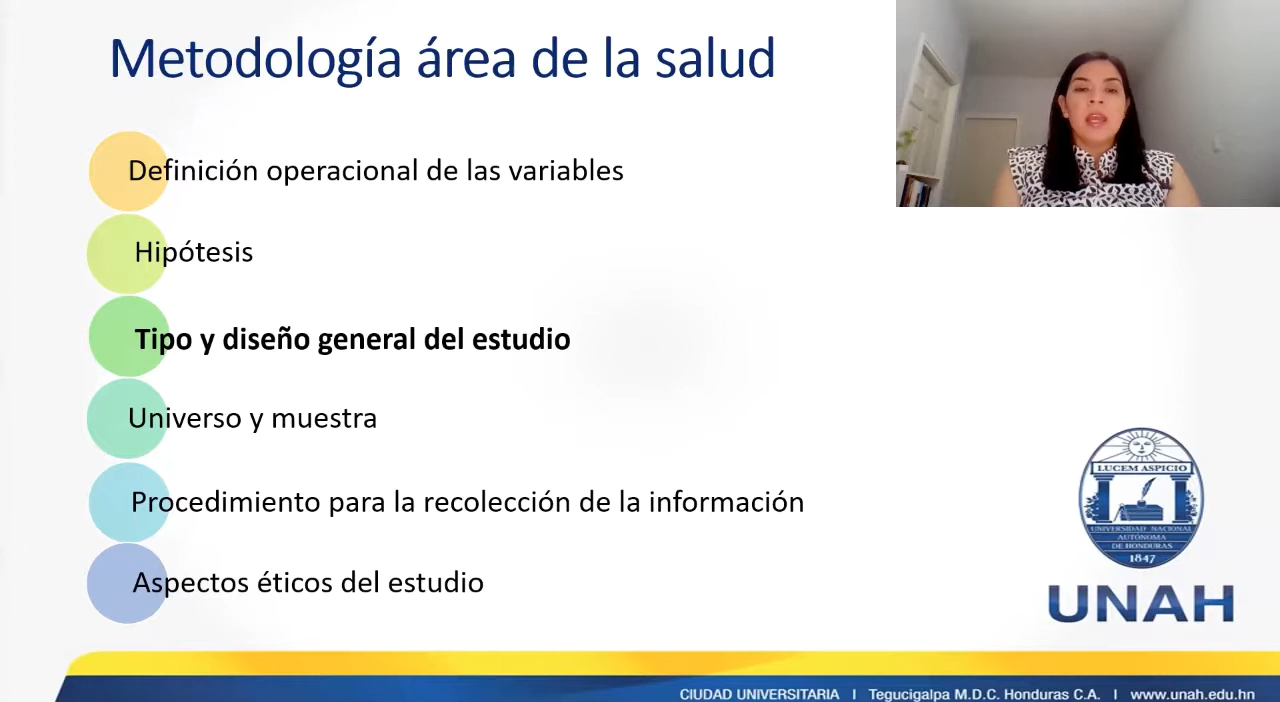 Metodología área de la salud
Definición operacional de las variables
Hipótesis
Tipo y diseño general del estudio
Universo y muestra
Procedimiento para la recolección de la información
Aspectos éticos del estudio
LUCEM ASPICIO
UNIVERSIDAD NACIONAL
AUTÓNOMA
DE HONDURAS
1847
UNAH
CIUDAD UNIVERSITARIA I Tegucigalpa M.D.C. Honduras C.A. I www.unah.edu.hn